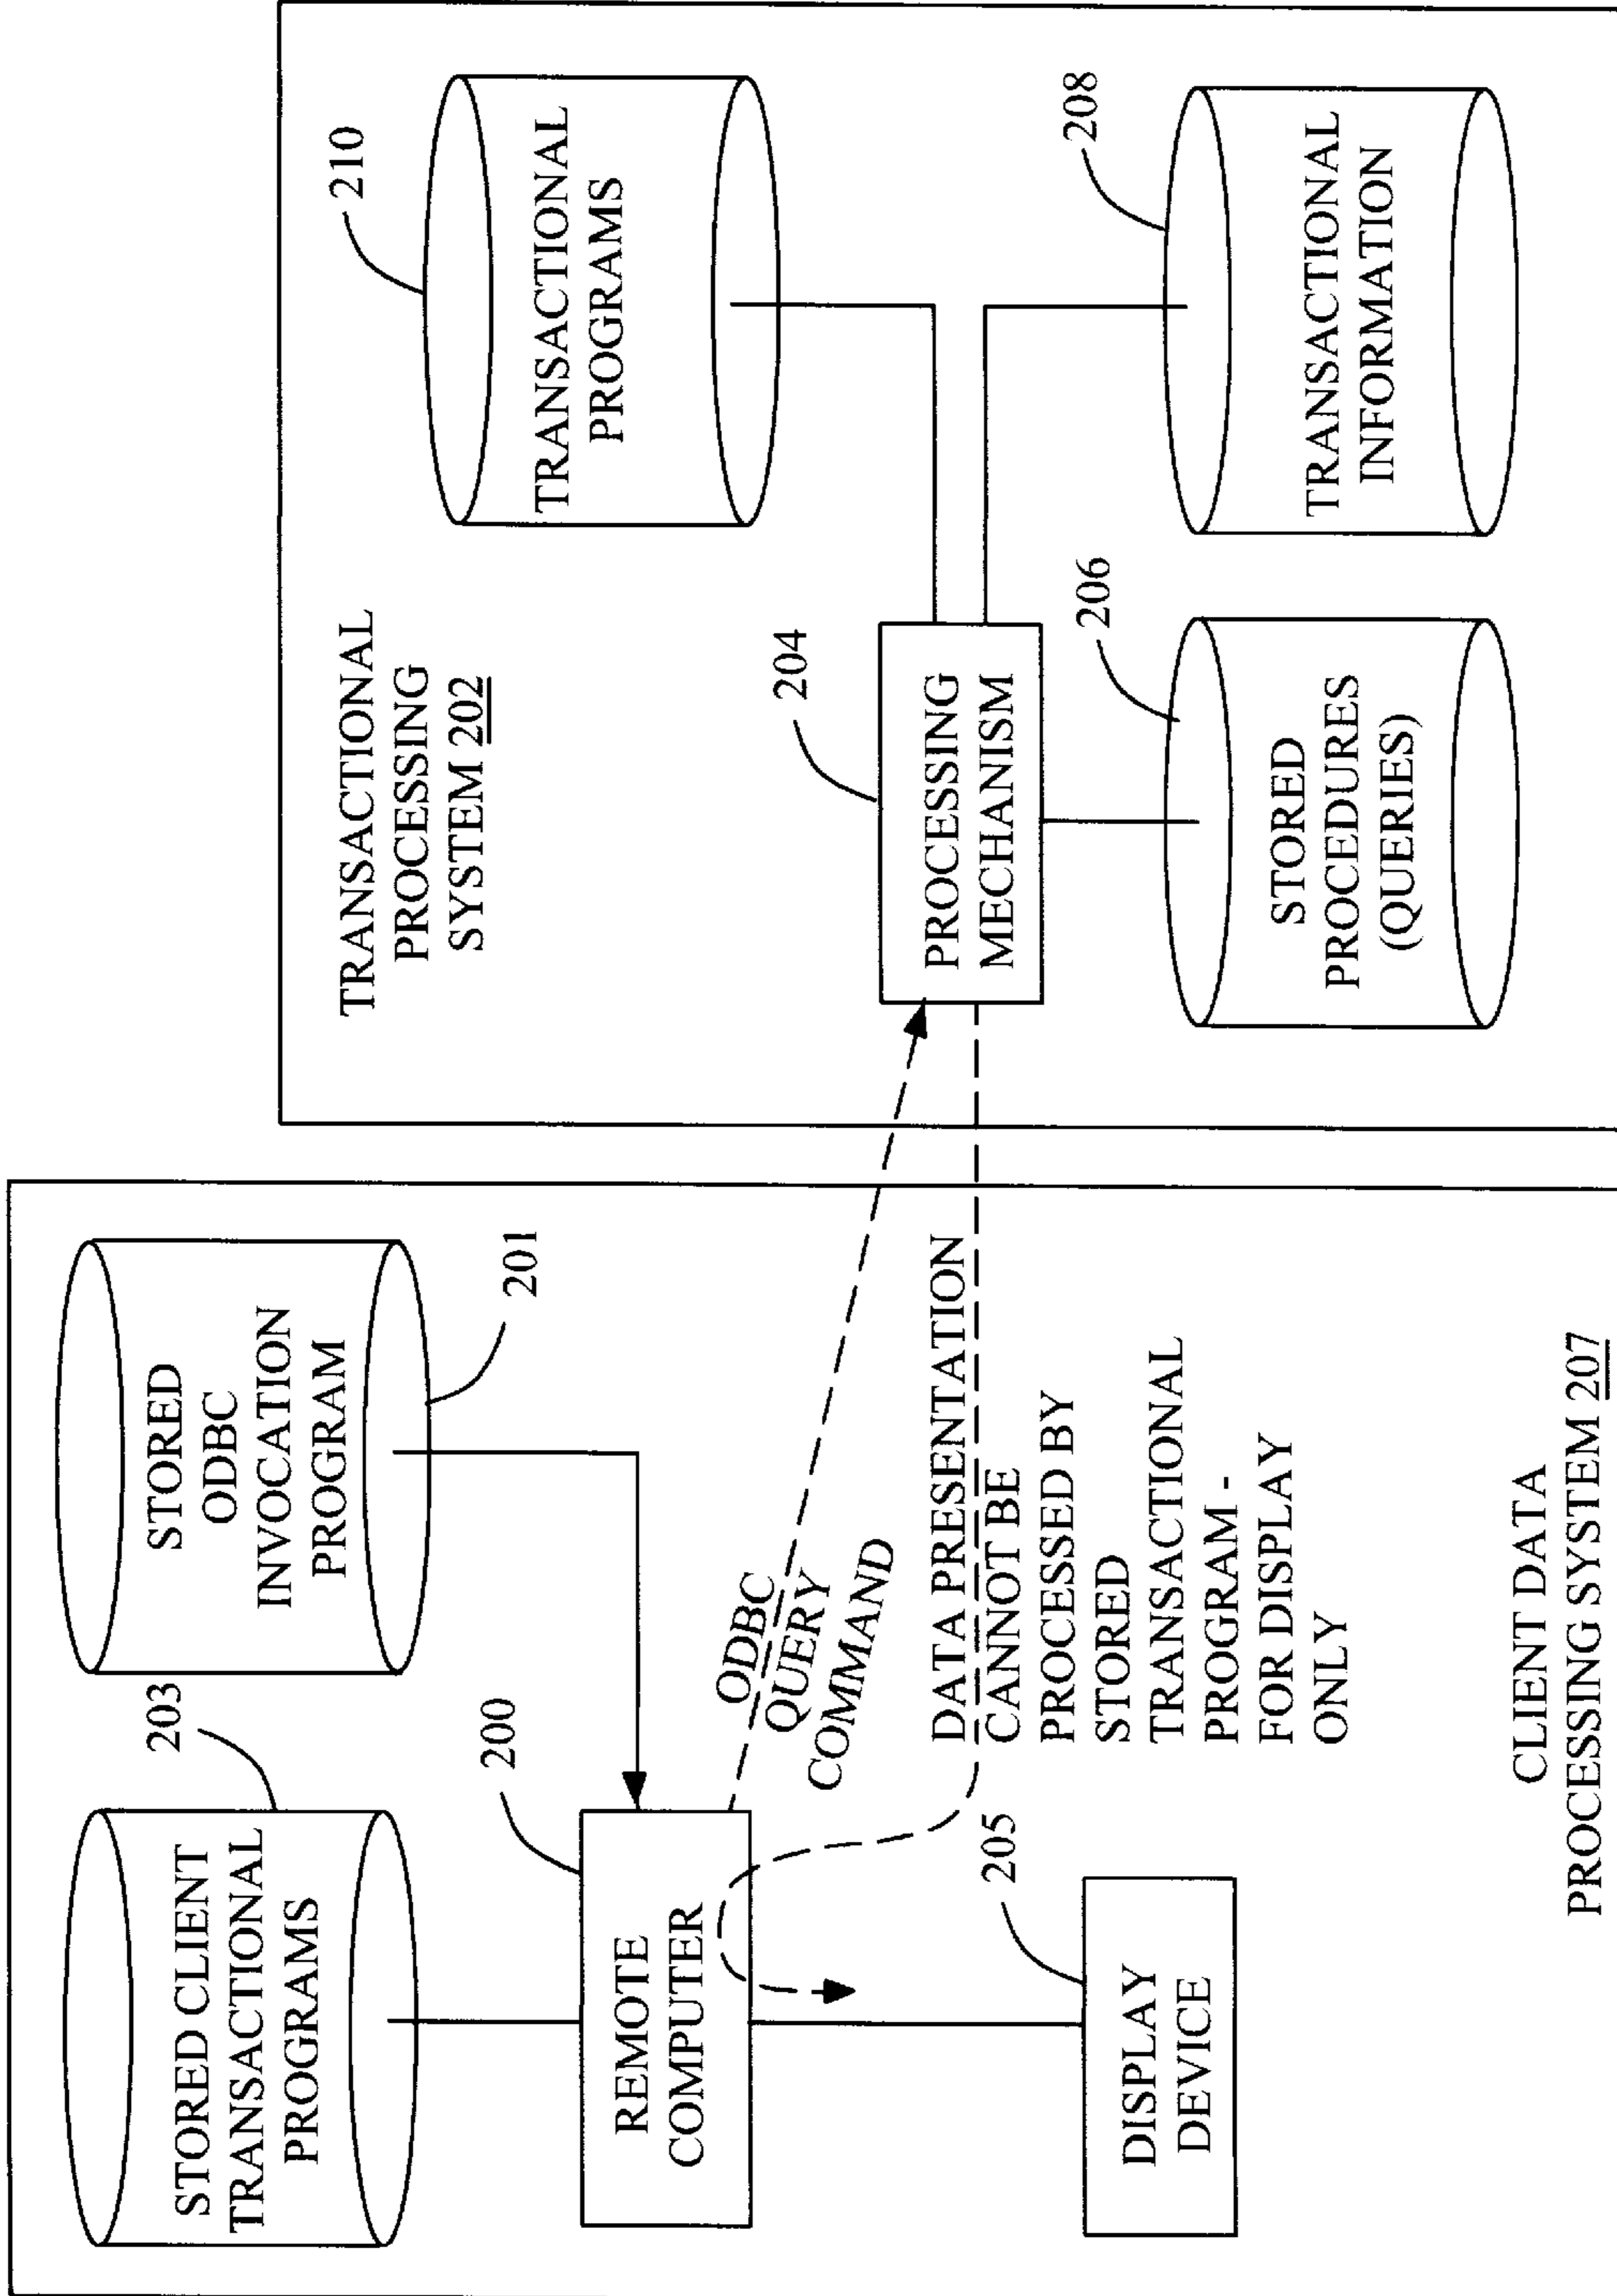 STORED CLIENT
TRANSACTIONAL
PROGRAMS
203
STORED
ODBC
INVOCATION
PROGRAM
201
200
REMOTE
COMPUTER
ODBC
QUERY
COMMAND
DATA PRESENTATION
CANNOT BE
PROCESSED BY
STORED
TRANSACTIONAL
PROGRAM -
FOR DISPLAY
ONLY
205
DISPLAY
DEVICE
CLIENT DATA
PROCESSING SYSTEM 207
TRANSACTIONAL
PROCESSING
SYSTEM 202
210
TRANSACTIONAL
PROGRAMS
204
PROCESSING
MECHANISM
206
STORED
PROCEDURES
(QUERIES)
208
TRANSACTIONAL
INFORMATION